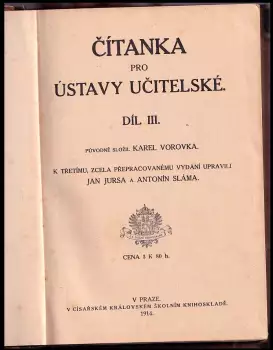 ČÍTANKA
PRO
ÚSTAVY UČITELSKÉ.
DÍL III.
PŮVODNĚ SLOŽIL KAREL VOROVKA.
K TŘETÍMU, ZCELA PŘEPRACOVANÉMU VYDÁNÍ UPRAVILI
JAN JURSA A ANTONÍN SLÁMA.
CENA 3 K 60 h.
V PRAZE.
V CÍSAŘSKÉM KRÁLOVSKÉM ŠKOLNÍM KNIHOSKLADĚ.
1914.